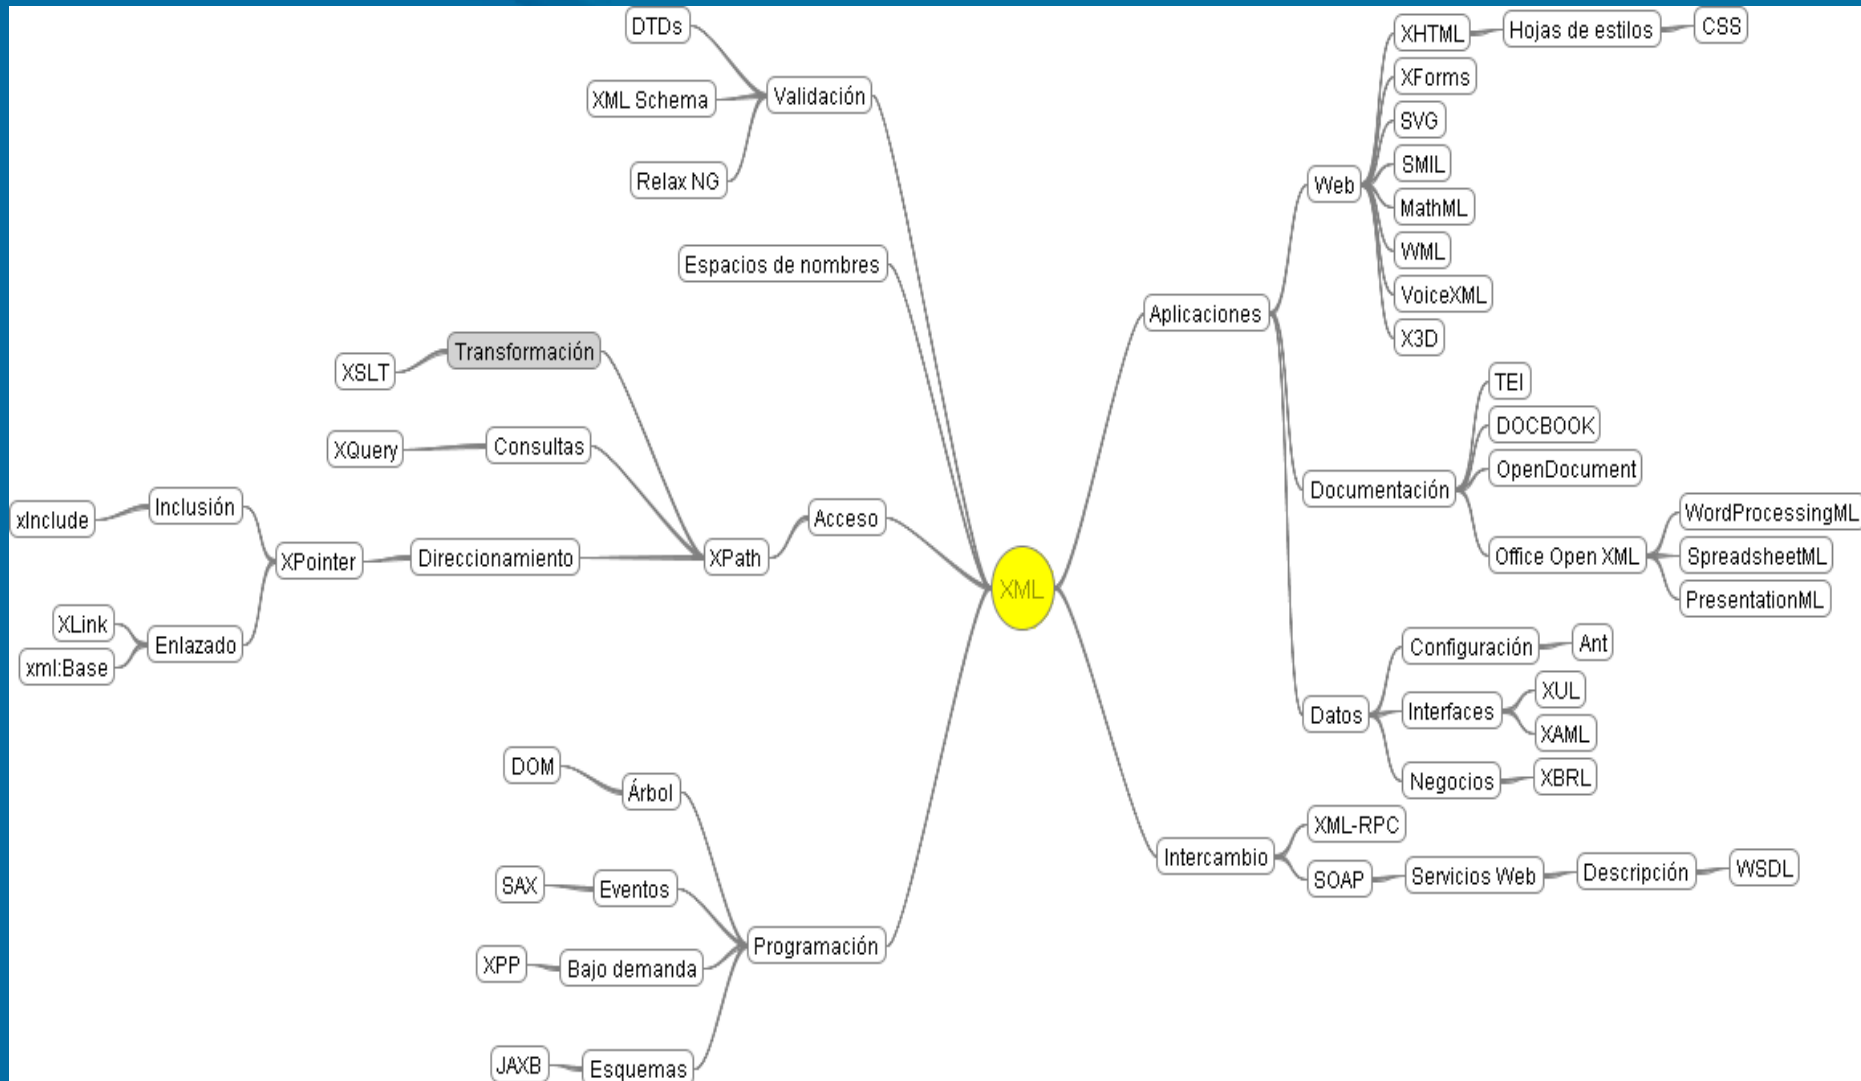 DTDs
XML Schema
Relax NG
Validación
Espacios de nombres
Transformación
XSLT
Consultas
XQuery
Acceso
XPath
Direccionamiento
XPointer
Inclusión
xInclude
Enlazado
XLink
xml:Base
XML
Programación
Árbol
DOM
Eventos
SAX
Bajo demanda
XPP
Esquemas
JAXB
Aplicaciones
Web
XHTML
Hojas de estilos
CSS
XForms
SVG
SMIL
MathML
WML
VoiceXML
X3D
Documentación
TEI
DOCBOOK
OpenDocument
Office Open XML
WordProcessingML
SpreadsheetML
PresentationML
Datos
Configuración
Ant
Interfaces
XUL
XAML
Negocios
XBRL
Intercambio
XML-RPC
SOAP
Servicios Web
Descripción
WSDL